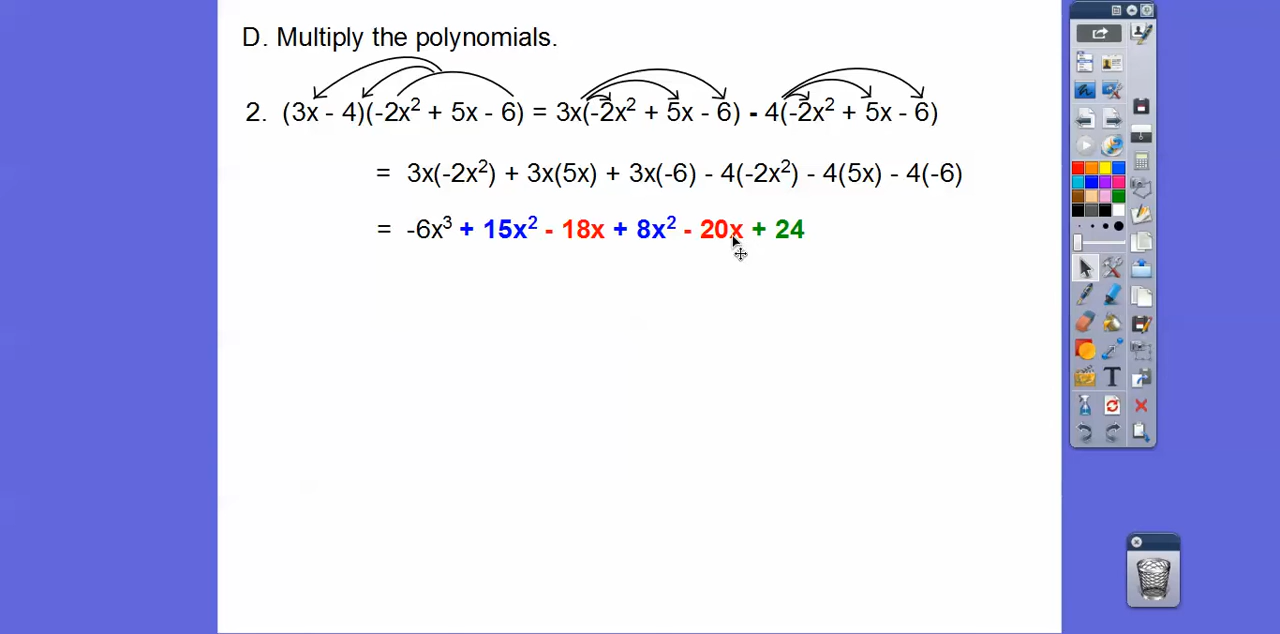 D. Multiply the polynomials.
2. (3x - 4)(-2x² + 5x - 6) = 3x(-2x² + 5x - 6) - 4(-2x² + 5x - 6)
= 3x(-2x²) + 3x(5x) + 3x(-6) - 4(-2x²) - 4(5x) - 4(-6)
= -6x³ + 15x² - 18x + 8x² - 20x + 24
T